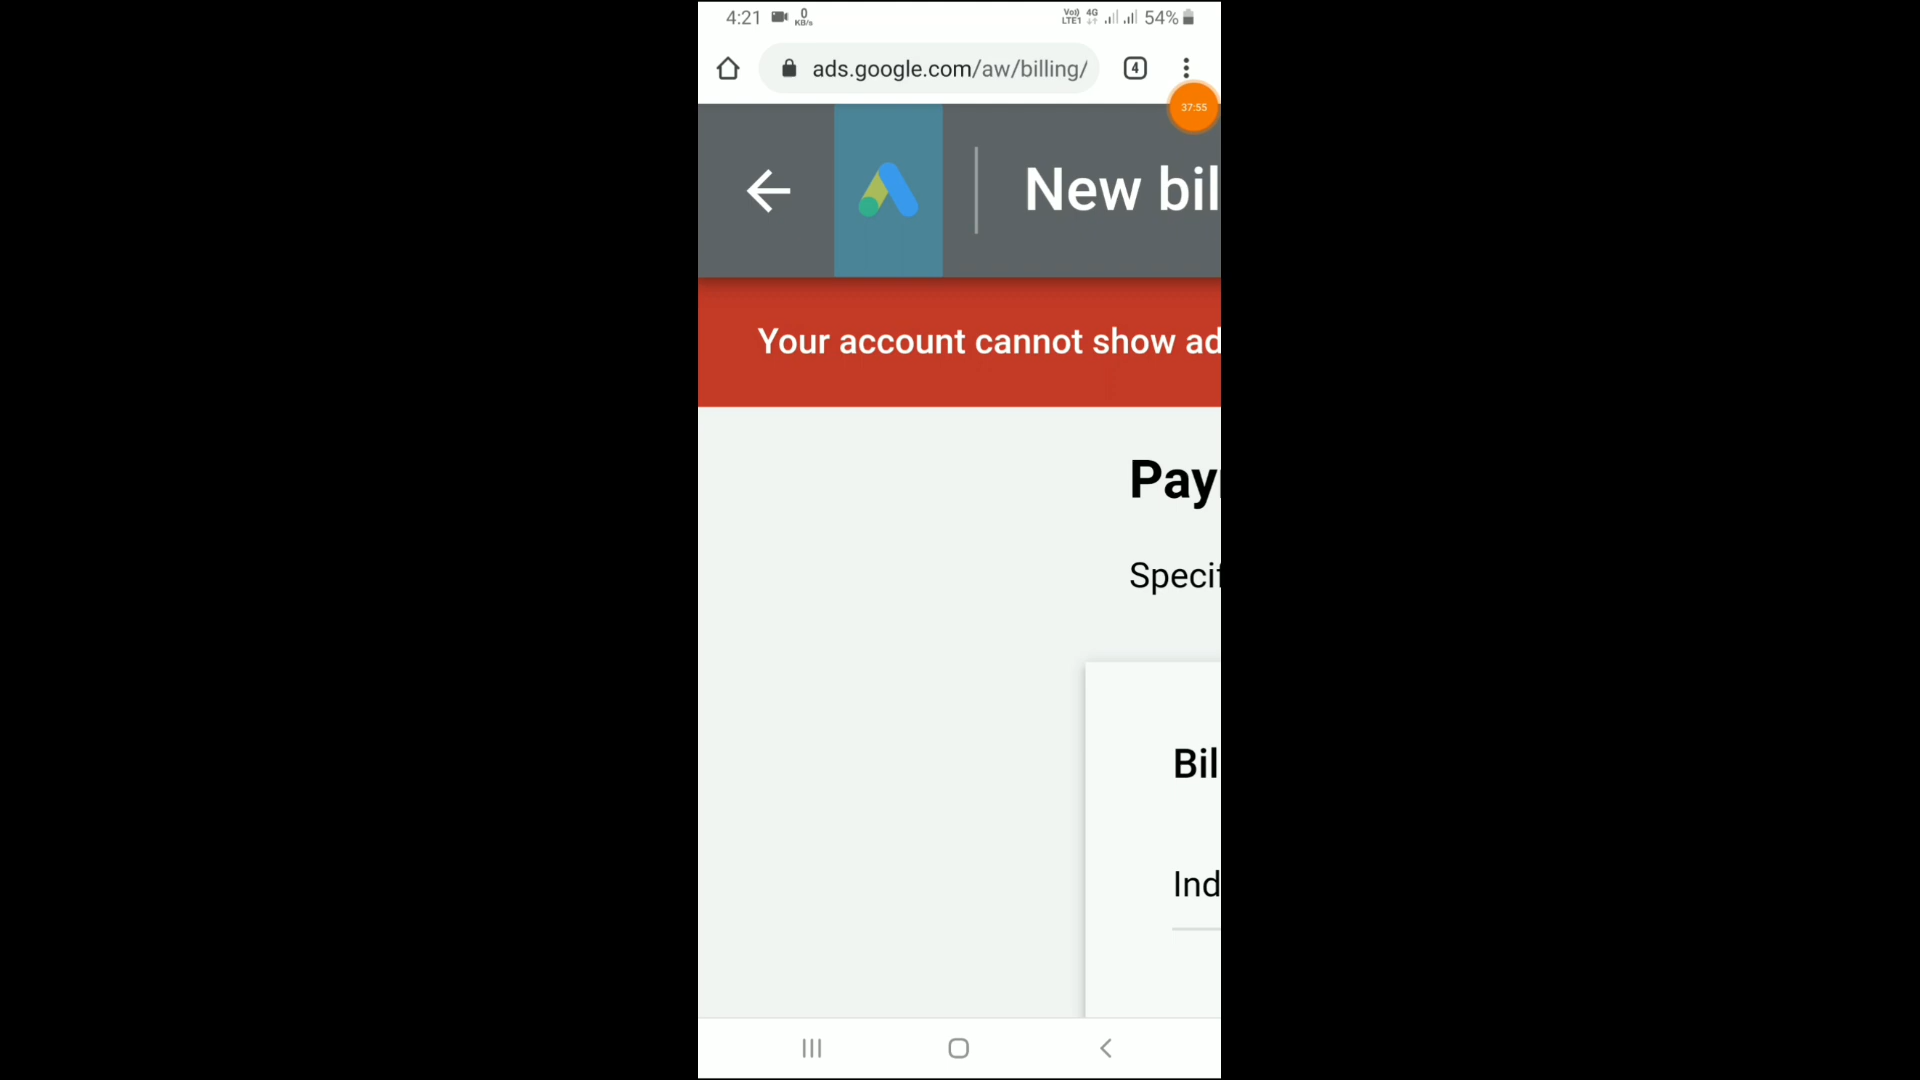 4:21 0 KB/s Vo)) LTE1 4G 54%
ads.google.com/aw/billing/ 4
37:55
New bil
Your account cannot show ad
Pay
Specif
Bil
Ind